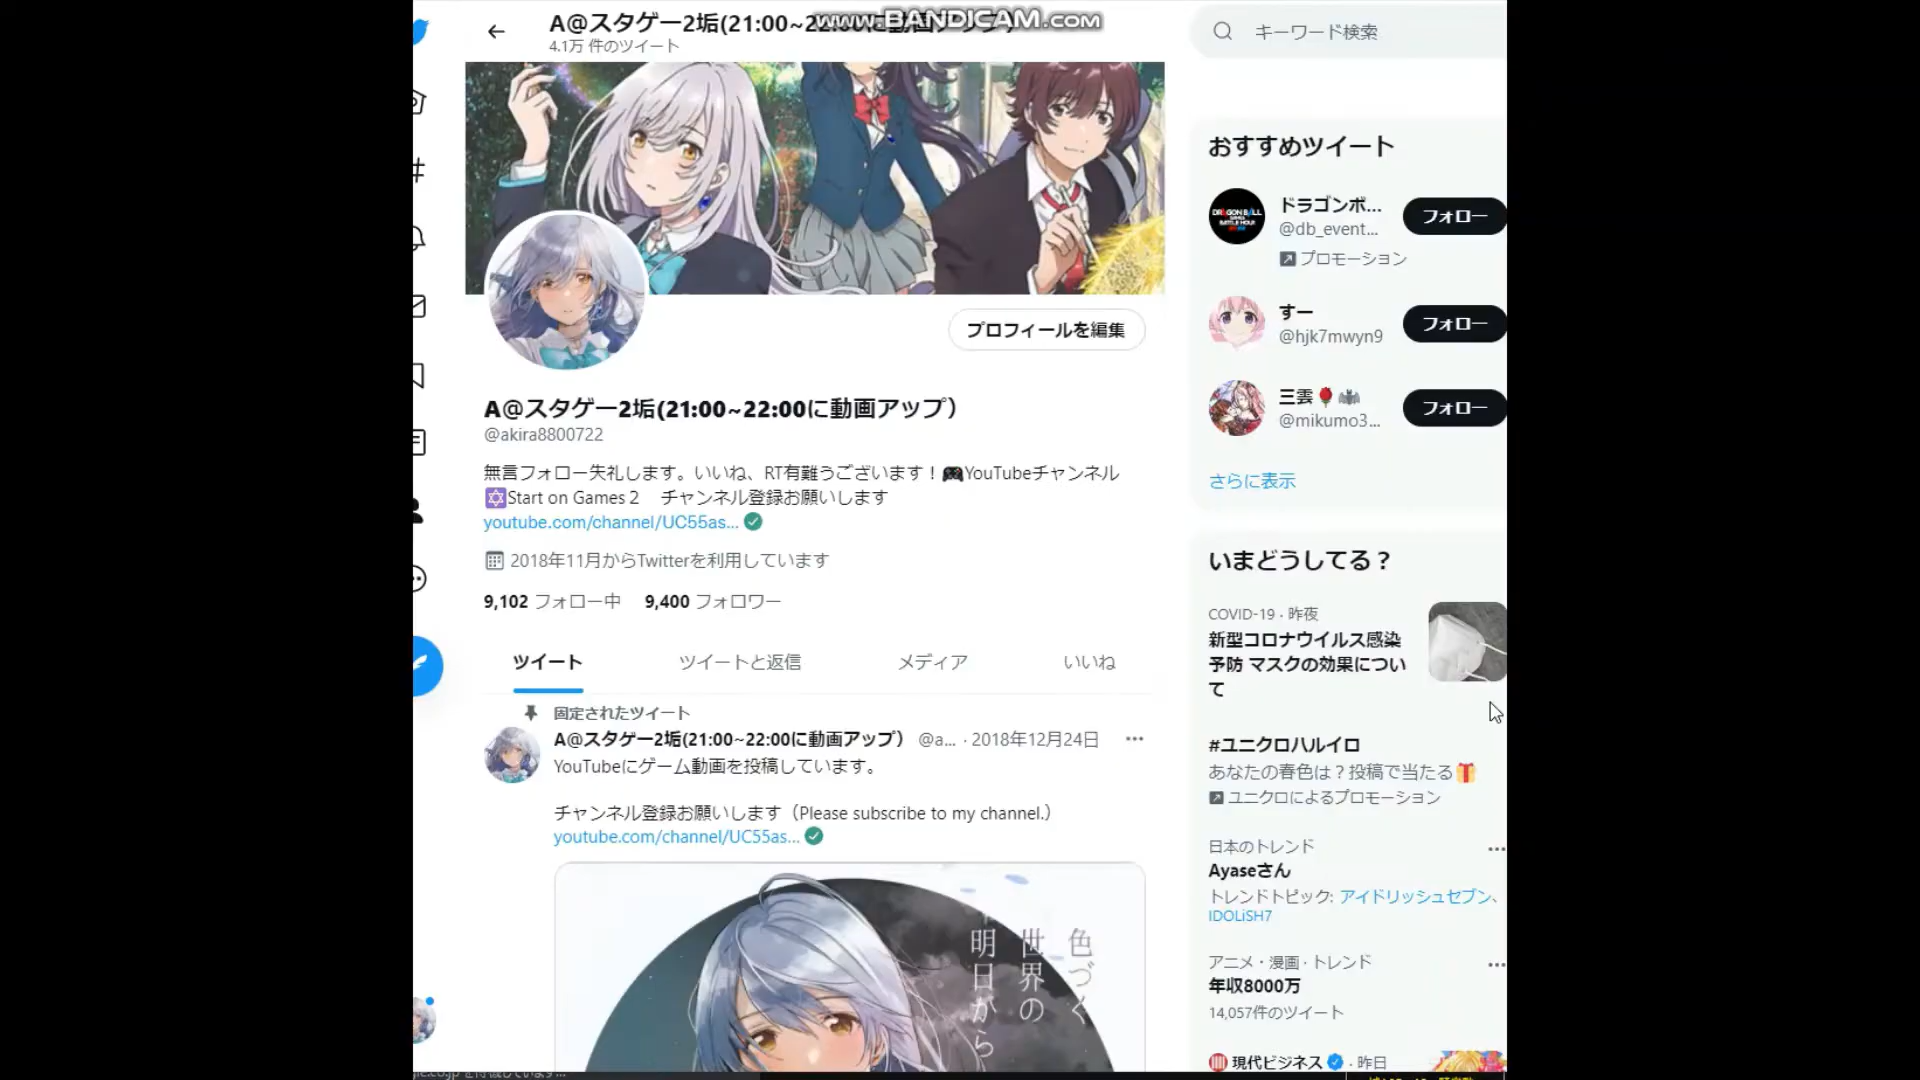 www.BANDICAM.com
A@スタゲー2垢(21:00~22:00に動画アップ)
4.1万 件のツイート
キーワード検索
プロフィールを編集
A@スタゲー2垢(21:00~22:00に動画アップ)
@akira8800722
無言フォロー失礼します。いいね、RT有難うございます!🎮YouTubeチャンネル
🔯Start on Games 2 チャンネル登録お願いします
youtube.com/channel/UC55as...
2018年11月からTwitterを利用しています
9,102 フォロー中 9,400 フォロワー
ツイート ツイートと返信 メディア いいね
固定されたツイート
A@スタゲー2垢(21:00~22:00に動画アップ) @a... · 2018年12月24日
YouTubeにゲーム動画を投稿しています。
チャンネル登録お願いします(Please subscribe to my channel.)
youtube.com/channel/UC55as...
色づく
世界の
明日から
おすすめツイート
DRAGON BALL
ドラゴンボ...
@db_event...
フォロー
プロモーション
すー
@hjk7mwyn9
フォロー
三雲🌹🦇
@mikumo3...
フォロー
さらに表示
いまどうしてる?
COVID-19 · 昨夜
新型コロナウイルス感染
予防 マスクの効果につい
て
#ユニクロハルイロ
あなたの春色は?投稿で当たる🎁
ユニクロによるプロモーション
日本のトレンド
Ayaseさん
トレンドトピック: アイドリッシュセブン、
IDOLiSH7
アニメ・漫画・トレンド
年収8000万
14,057件のツイート
現代ビジネス · 昨日